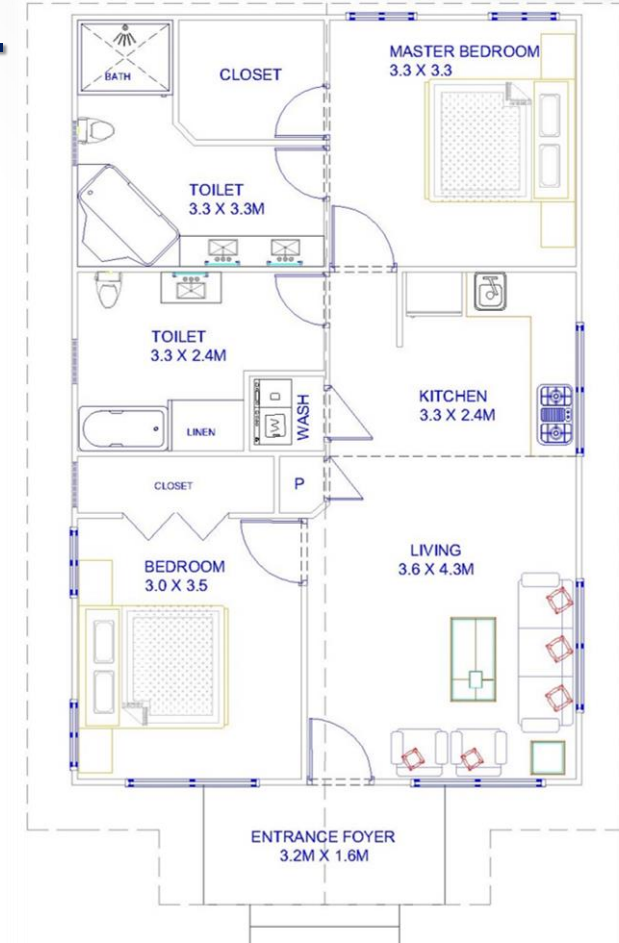 MASTER BEDROOM
3.3 X 3.3
BATH
CLOSET
TOILET
3.3 X 3.3M
TOILET
3.3 X 2.4M
KITCHEN
3.3 X 2.4M
WASH
LINEN
CLOSET
P
LIVING
3.6 X 4.3M
BEDROOM
3.0 X 3.5
ENTRANCE FOYER
3.2M X 1.6M